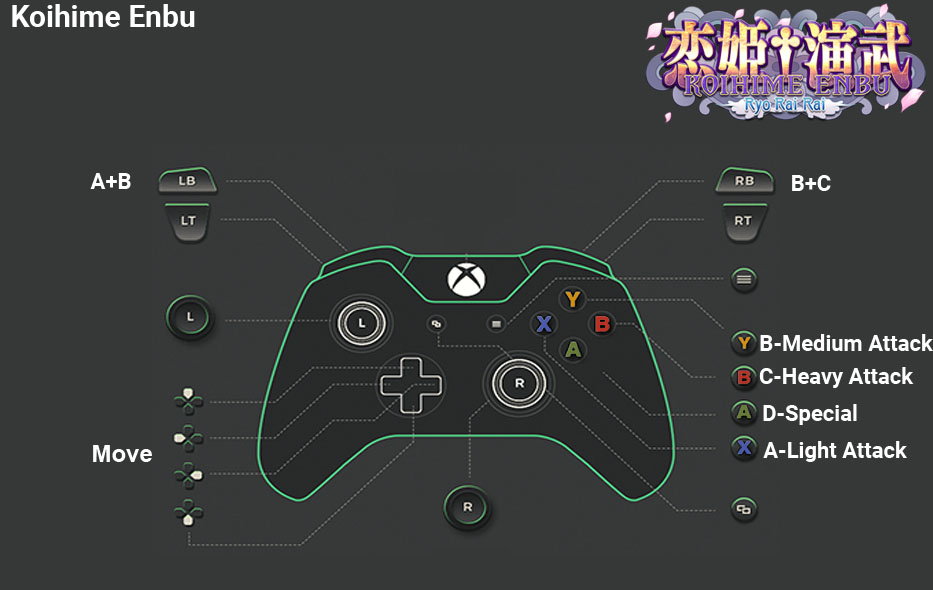 Koihime Enbu
恋姫†演武
KOIHIME ENBU
Ryo Rai Rai
A+B
LB
RB
B+C
LT
RT
L
L
Y
X
B
A
R
Y B-Medium Attack
B C-Heavy Attack
A D-Special
X A-Light Attack
Move
R